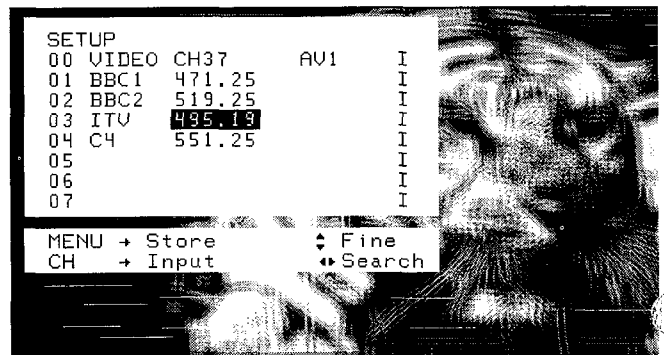 SETUP
00 VIDEO CH37 AV1 I
01 BBC1 471.25 I
02 BBC2 519.25 I
03 ITV 495.19 I
04 C4 551.25 I
05 I
06 I
07 I
MENU → Store ▲▼ Fine
CH → Input ◀▶ Search